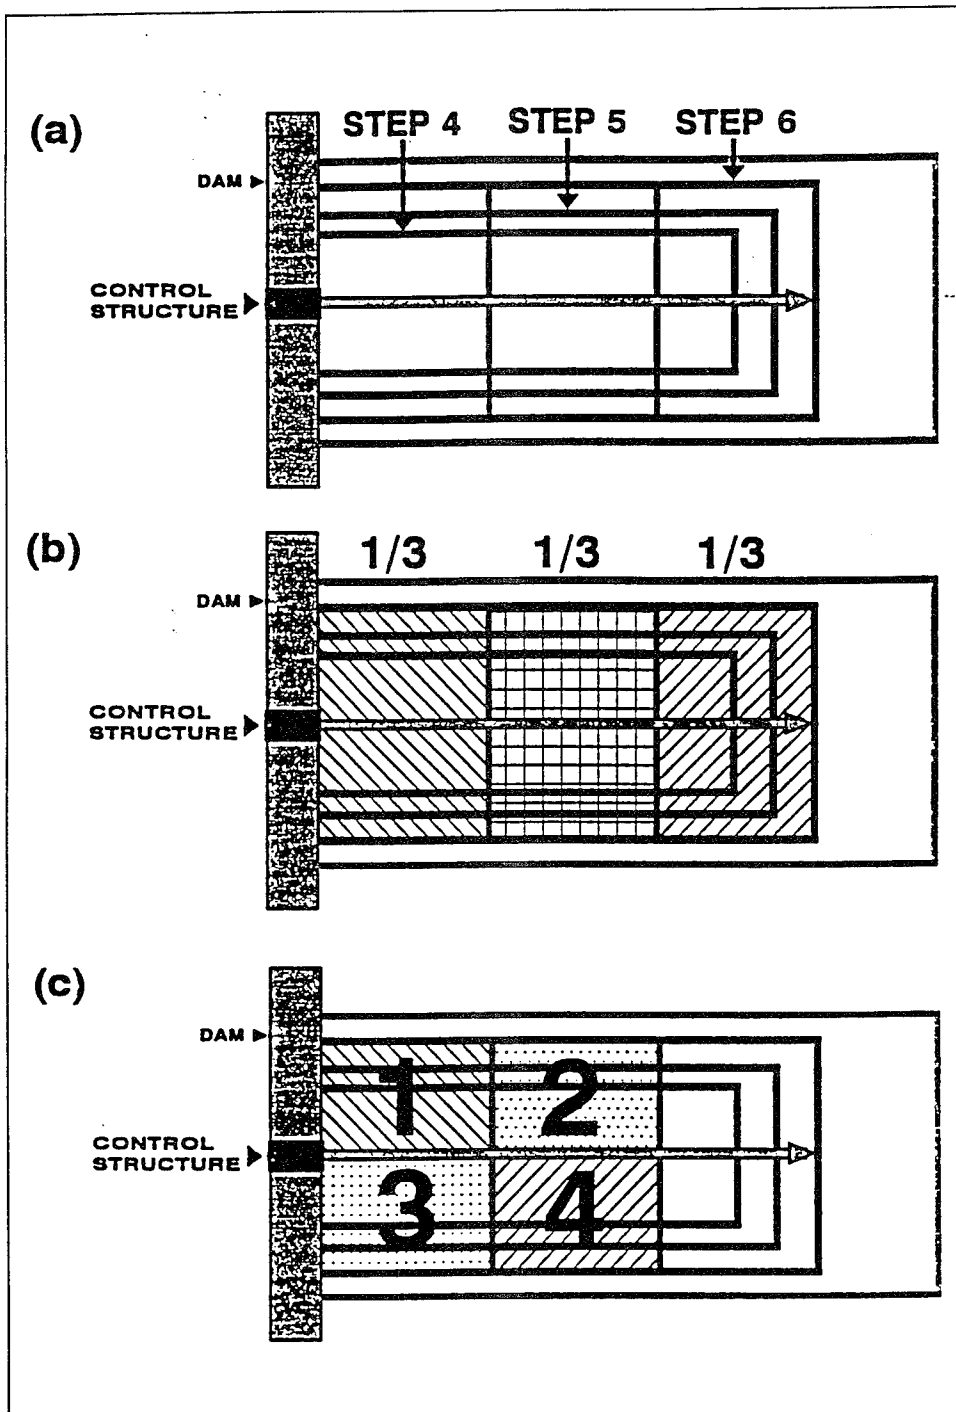 (a)
STEP 4 STEP 5 STEP 6
DAM
CONTROL
STRUCTURE
(b)
1/3 1/3 1/3
DAM
CONTROL
STRUCTURE
(c)
DAM
1 2
CONTROL
STRUCTURE
3 4